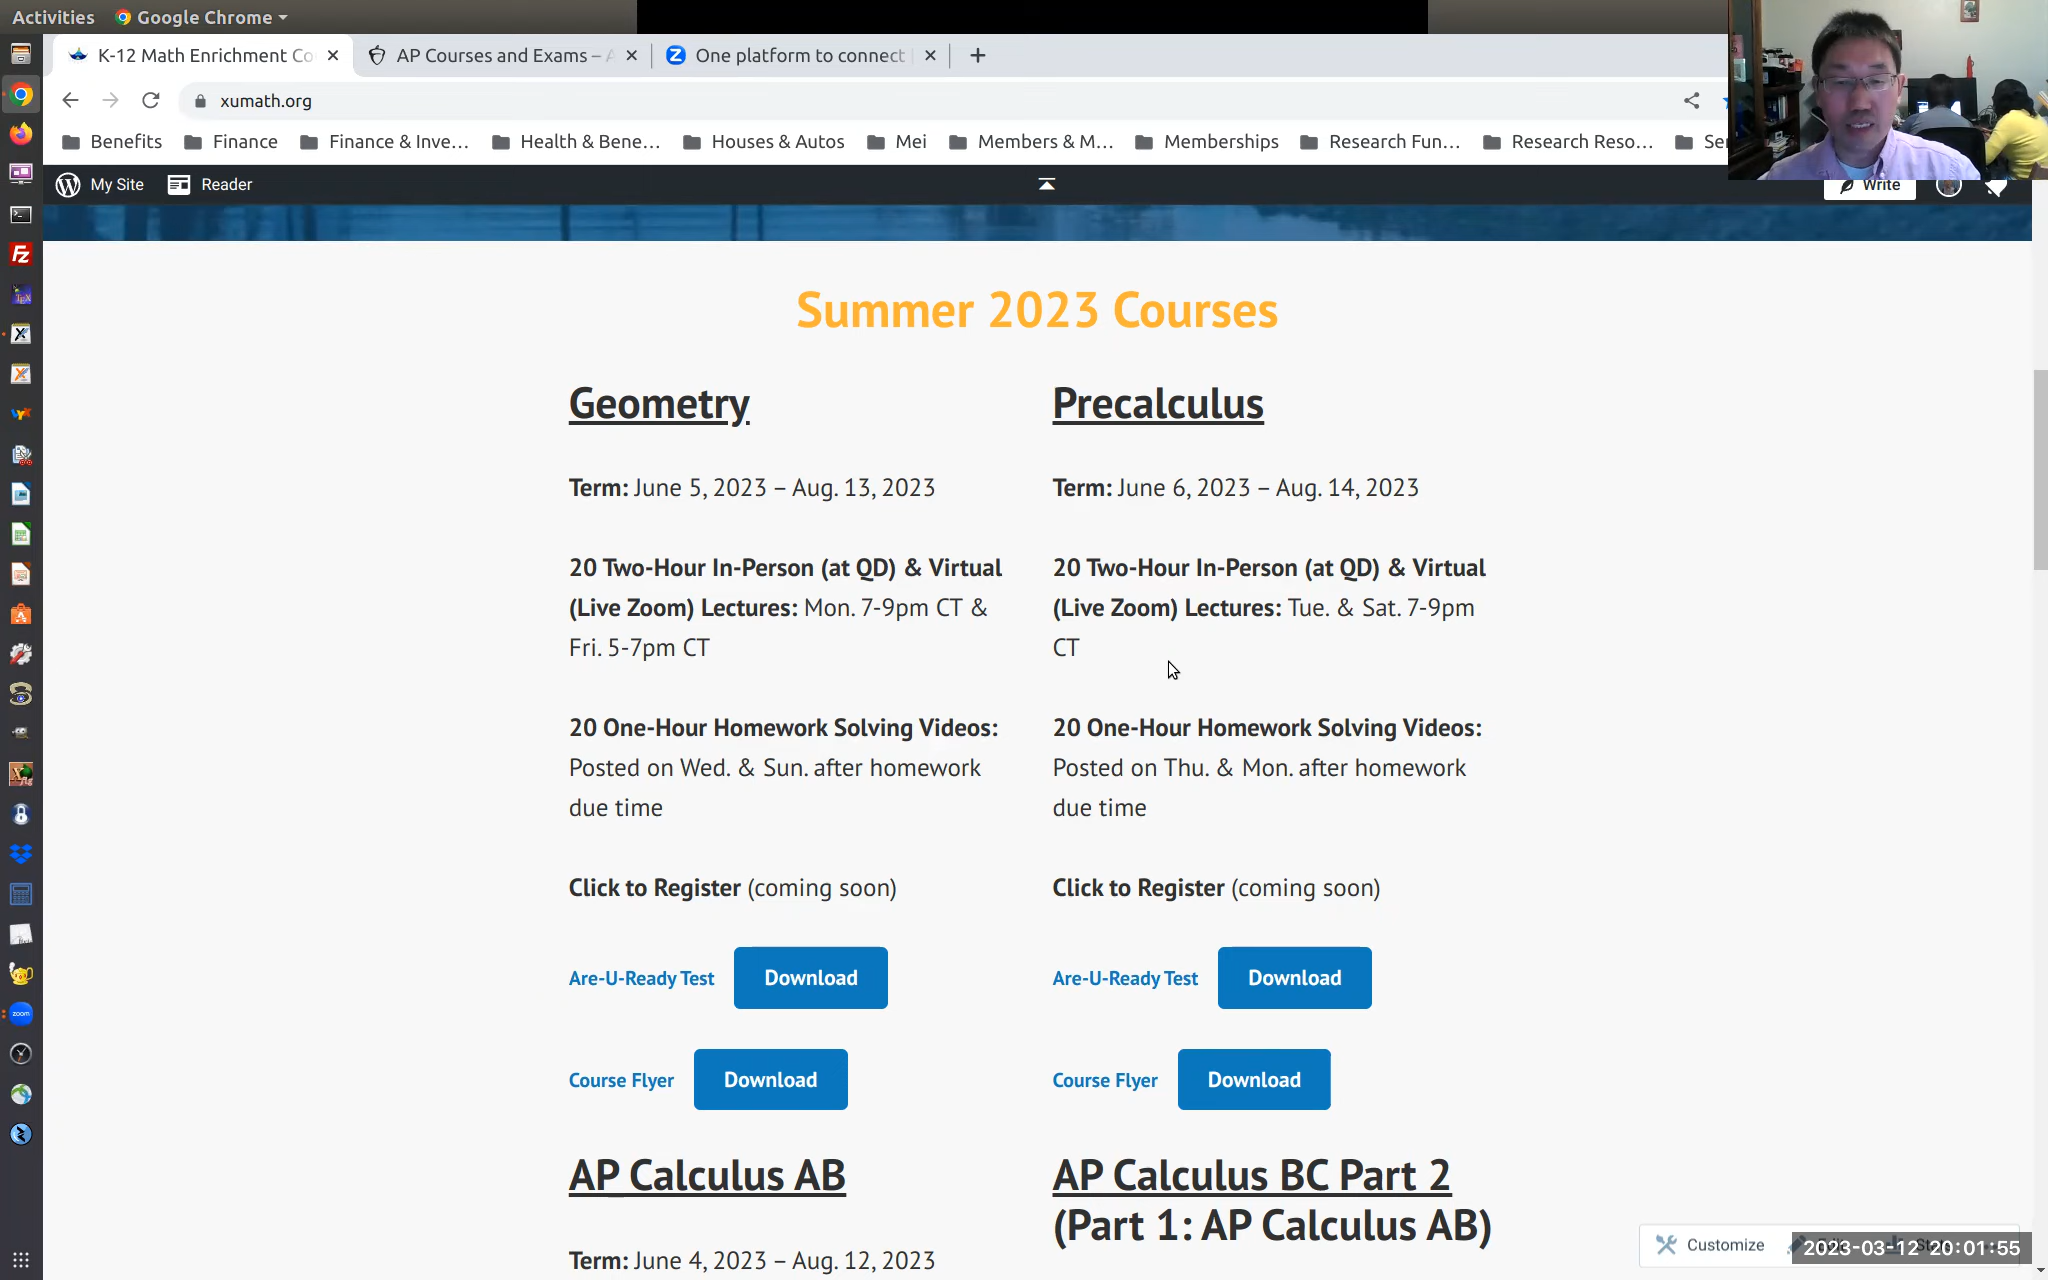 Activities Google Chrome
K-12 Math Enrichment Co AP Courses and Exams – A One platform to connect
xumath.org
Benefits Finance Finance & Inve... Health & Bene... Houses & Autos Mei Members & M... Memberships Research Fun... Research Reso...
My Site Reader Write
Summer 2023 Courses
Geometry
Term: June 5, 2023 – Aug. 13, 2023
20 Two-Hour In-Person (at QD) & Virtual
(Live Zoom) Lectures: Mon. 7-9pm CT &
Fri. 5-7pm CT
20 One-Hour Homework Solving Videos:
Posted on Wed. & Sun. after homework
due time
Click to Register (coming soon)
Are-U-Ready Test Download
Course Flyer Download
AP Calculus AB
Term: June 4, 2023 – Aug. 12, 2023
Precalculus
Term: June 6, 2023 – Aug. 14, 2023
20 Two-Hour In-Person (at QD) & Virtual
(Live Zoom) Lectures: Tue. & Sat. 7-9pm
CT
20 One-Hour Homework Solving Videos:
Posted on Thu. & Mon. after homework
due time
Click to Register (coming soon)
Are-U-Ready Test Download
Course Flyer Download
AP Calculus BC Part 2
(Part 1: AP Calculus AB)
Customize
2023-03-12 20:01:55
zoom